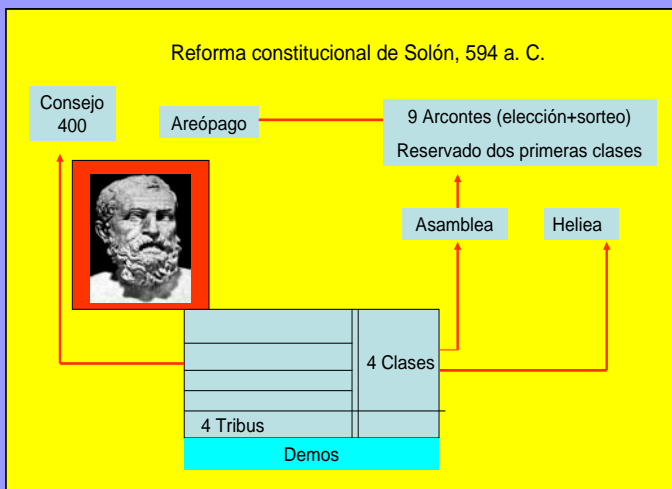 Reforma constitucional de Solón, 594 a. C.
Consejo
400
Areópago
9 Arcontes (elección+sorteo)
Reservado dos primeras clases
Asamblea
Heliea
4 Clases
4 Tribus
Demos